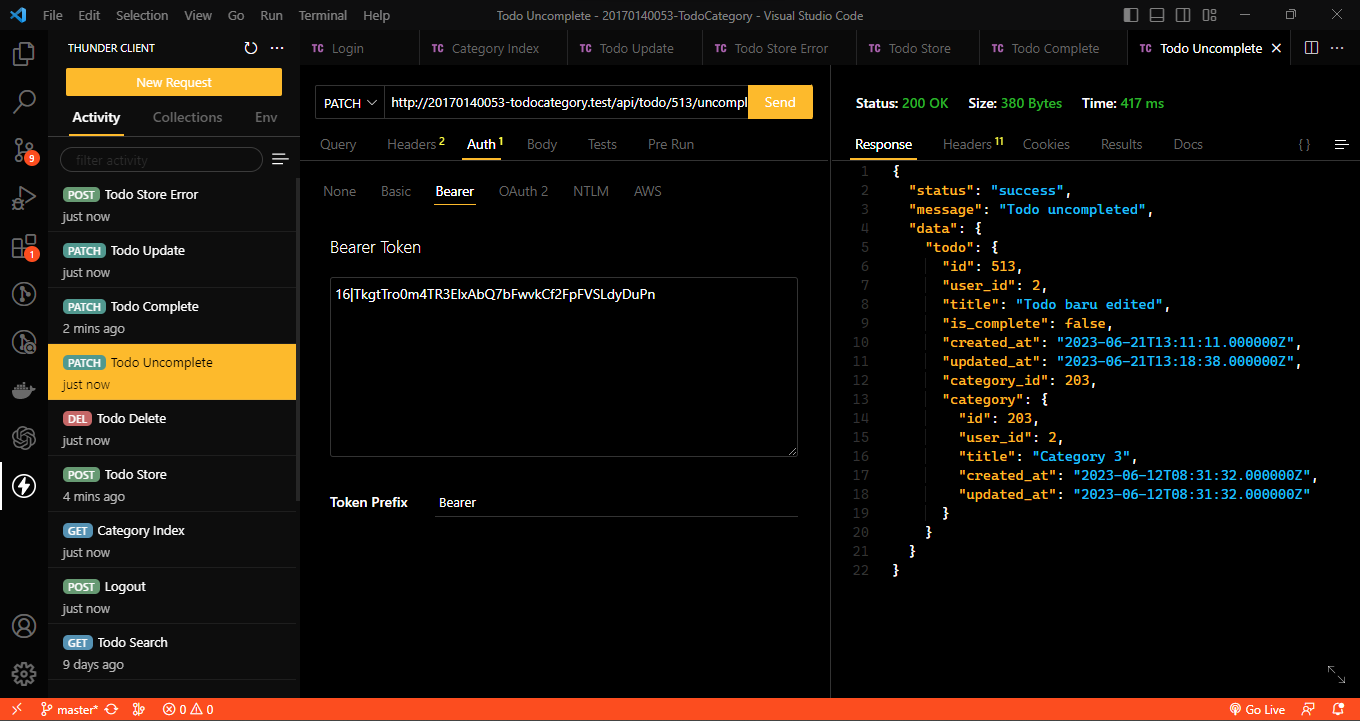 File Edit Selection View Go Run Terminal Help
Todo Uncomplete - 20170140053-TodoCategory - Visual Studio Code
THUNDER CLIENT
New Request
Activity Collections Env
filter activity
POST Todo Store Error
just now
PATCH Todo Update
just now
PATCH Todo Complete
2 mins ago
PATCH Todo Uncomplete
just now
DEL Todo Delete
just now
POST Todo Store
4 mins ago
GET Category Index
just now
POST Logout
just now
GET Todo Search
9 days ago
9
1
TC Login TC Category Index TC Todo Update TC Todo Store Error TC Todo Store TC Todo Complete TC Todo Uncomplete
PATCH http://20170140053-todocategory.test/api/todo/513/uncompl Send
Query Headers 2 Auth 1 Body Tests Pre Run
None Basic Bearer OAuth 2 NTLM AWS
Bearer Token
16|TkgtTro0m4TR3ElxAbQ7bFwvkCf2FpFVSLdyDuPn
Token Prefix Bearer
Status: 200 OK Size: 380 Bytes Time: 417 ms
Response Headers 11 Cookies Results Docs { }
1 {
2 "status": "success",
3 "message": "Todo uncompleted",
4 "data": {
5 "todo": {
6 "id": 513,
7 "user_id": 2,
8 "title": "Todo baru edited",
9 "is_complete": false,
10 "created_at": "2023-06-21T13:11:11.000000Z",
11 "updated_at": "2023-06-21T13:18:38.000000Z",
12 "category_id": 203,
13 "category": {
14 "id": 203,
15 "user_id": 2,
16 "title": "Category 3",
17 "created_at": "2023-06-12T08:31:32.000000Z",
18 "updated_at": "2023-06-12T08:31:32.000000Z"
19 }
20 }
21 }
22 }
master* 0 0 Go Live